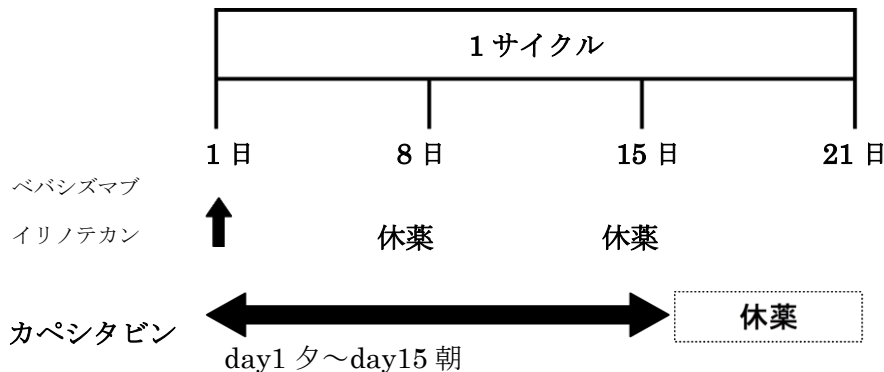 1サイクル
1日 8日 15日 21日
ベバシズマブ
イリノテカン 休薬 休薬
カペシタビン 休薬
day1 夕～day15 朝